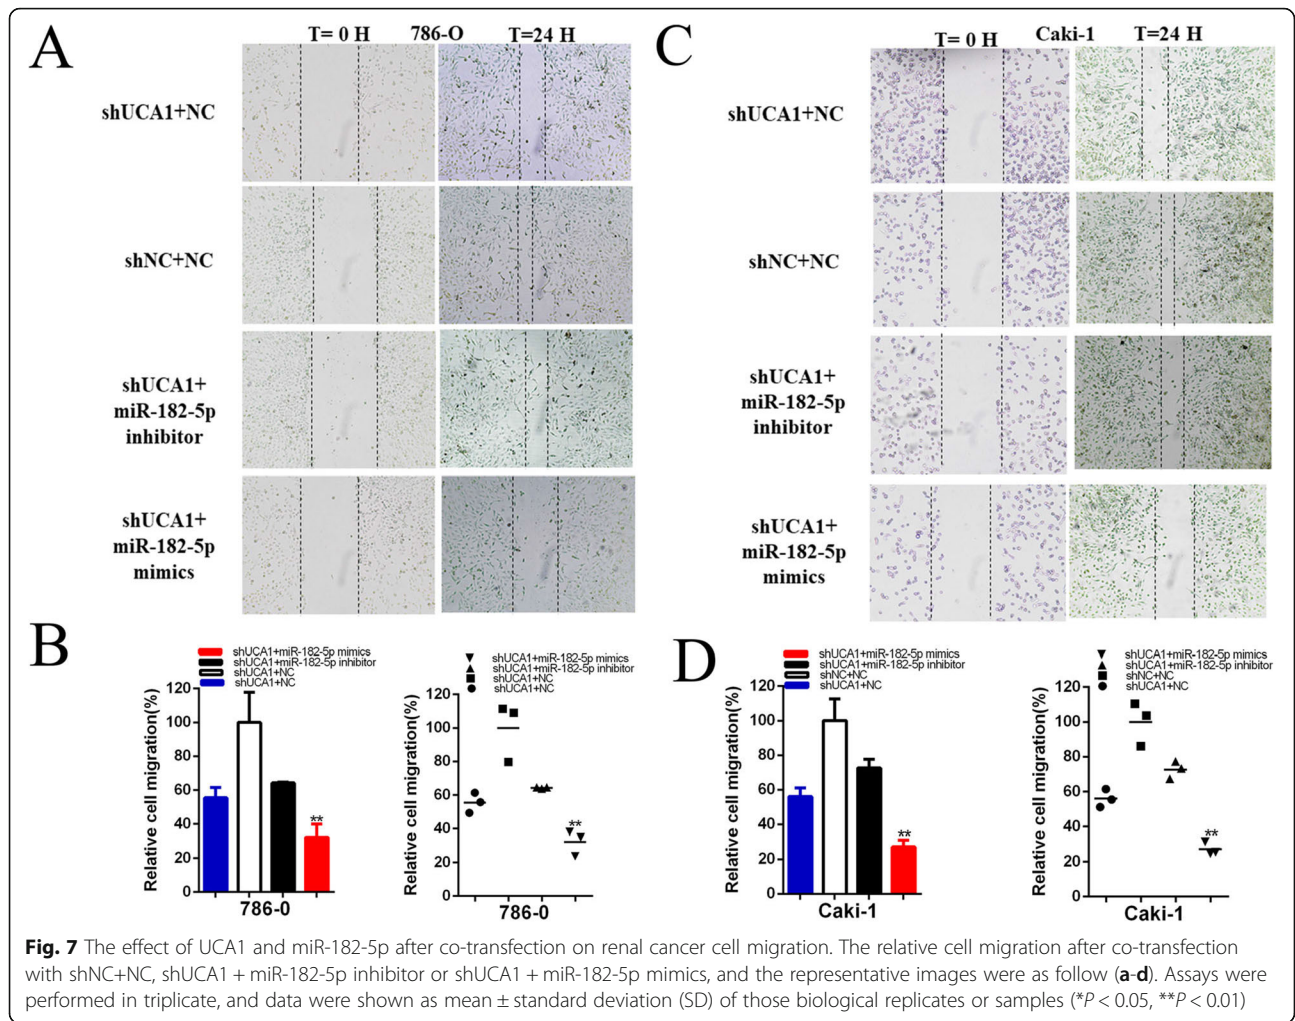 A
T= 0 H 786-O T=24 H
shUCA1+NC
shNC+NC
shUCA1+
miR-182-5p
inhibitor
shUCA1+
miR-182-5p
mimics
C
T= 0 H Caki-1 T=24 H
shUCA1+NC
shNC+NC
shUCA1+
miR-182-5p
inhibitor
shUCA1+
miR-182-5p
mimics
B
shUCA1+miR-182-5p mimics
shUCA1+miR-182-5p inhibitor
shUCA1+NC
shUCA1+NC
Relative cell migration(%)
120
100
80
60
40
20
0
**
786-0
shUCA1+miR-182-5p mimics
shUCA1+miR-182-5p inhibitor
shUCA1+NC
shUCA1+NC
Relative cell migration(%)
120
100
80
60
40
20
0
**
786-0
D
shUCA1+miR-182-5p mimics
shUCA1+miR-182-5p inhibitor
shNC+NC
shUCA1+NC
Relative cell migration(%)
120
100
80
60
40
20
0
**
Caki-1
shUCA1+miR-182-5p mimics
shUCA1+miR-182-5p inhibitor
shNC+NC
shUCA1+NC
Relative cell migration(%)
120
100
80
60
40
20
0
**
Caki-1
Fig. 7 The effect of UCA1 and miR-182-5p after co-transfection on renal cancer cell migration. The relative cell migration after co-transfection
with shNC+NC, shUCA1 + miR-182-5p inhibitor or shUCA1 + miR-182-5p mimics, and the representative images were as follow (a-d). Assays were
performed in triplicate, and data were shown as mean ± standard deviation (SD) of those biological replicates or samples (*P < 0.05, **P < 0.01)